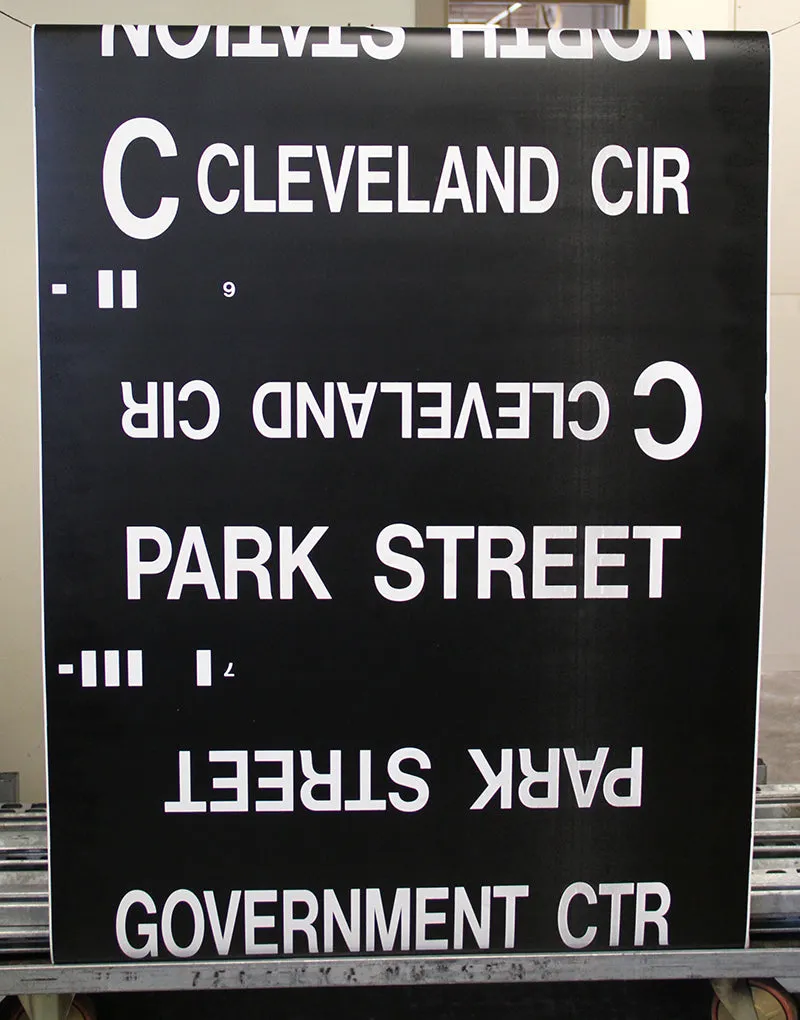 NORTH STATION
C CLEVELAND CIR
6
C CLEVELAND CIR
PARK STREET
7
PARK STREET
GOVERNMENT CTR